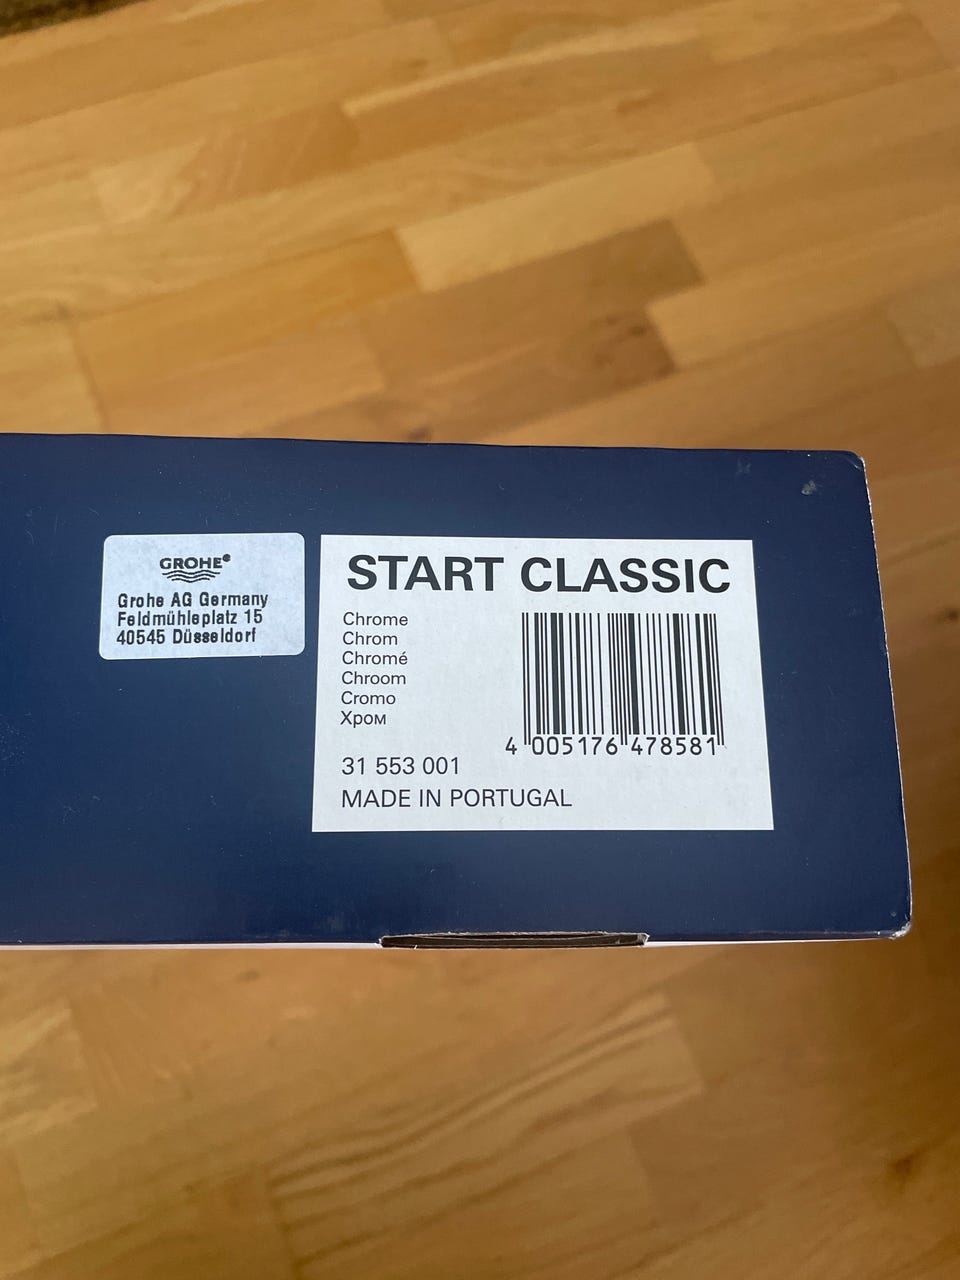 GROHE®
Grohe AG Germany
Feldmühleplatz 15
40545 Düsseldorf
START CLASSIC
Chrome
Chrom
Chromé
Chroom
Cromo
Хром
4 005176 478581
31 553 001
MADE IN PORTUGAL